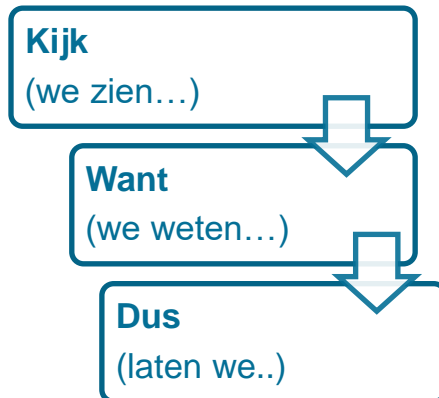 Kijk
(we zien…)
Want
(we weten…)
Dus
(laten we..)